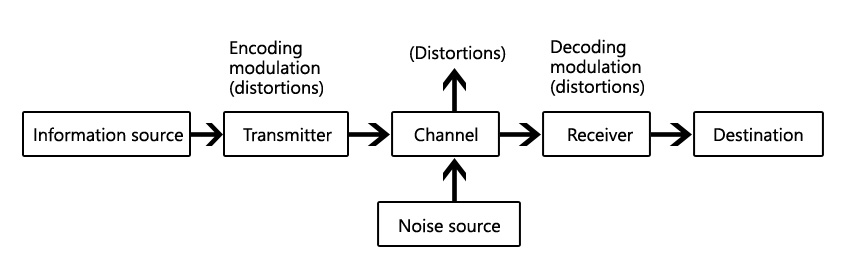 Encoding
modulation
(distortions)
(Distortions)
Decoding
modulation
(distortions)
Information source
Transmitter
Channel
Receiver
Destination
Noise source